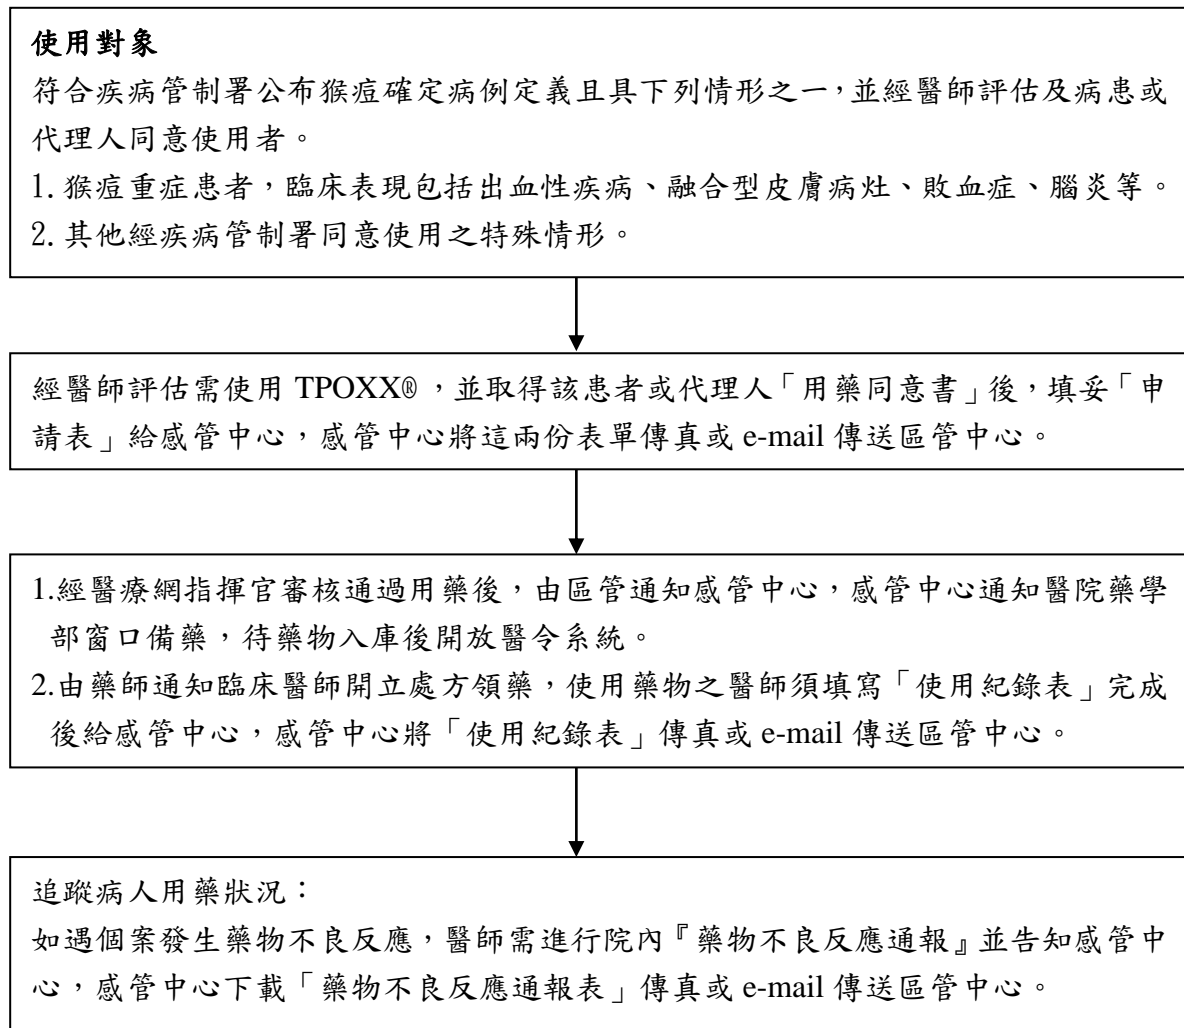 使用對象
符合疾病管制署公布猴痘確定病例定義且具下列情形之一，並經醫師評估及病患或
代理人同意使用者。
1. 猴痘重症患者，臨床表現包括出血性疾病、融合型皮膚病灶、敗血症、腦炎等。
2. 其他經疾病管制署同意使用之特殊情形。
經醫師評估需使用 TPOXX®，並取得該患者或代理人「用藥同意書」後，填妥「申
請表」給感管中心，感管中心將這兩份表單傳真或 e-mail 傳送區管中心。
1.經醫療網指揮官審核通過用藥後，由區管通知感管中心，感管中心通知醫院藥學
部窗口備藥，待藥物入庫後開放醫令系統。
2.由藥師通知臨床醫師開立處方領藥，使用藥物之醫師須填寫「使用紀錄表」完成
後給感管中心，感管中心將「使用紀錄表」傳真或 e-mail 傳送區管中心。
追蹤病人用藥狀況：
如遇個案發生藥物不良反應，醫師需進行院內『藥物不良反應通報』並告知感管中
心，感管中心下載「藥物不良反應通報表」傳真或 e-mail 傳送區管中心。